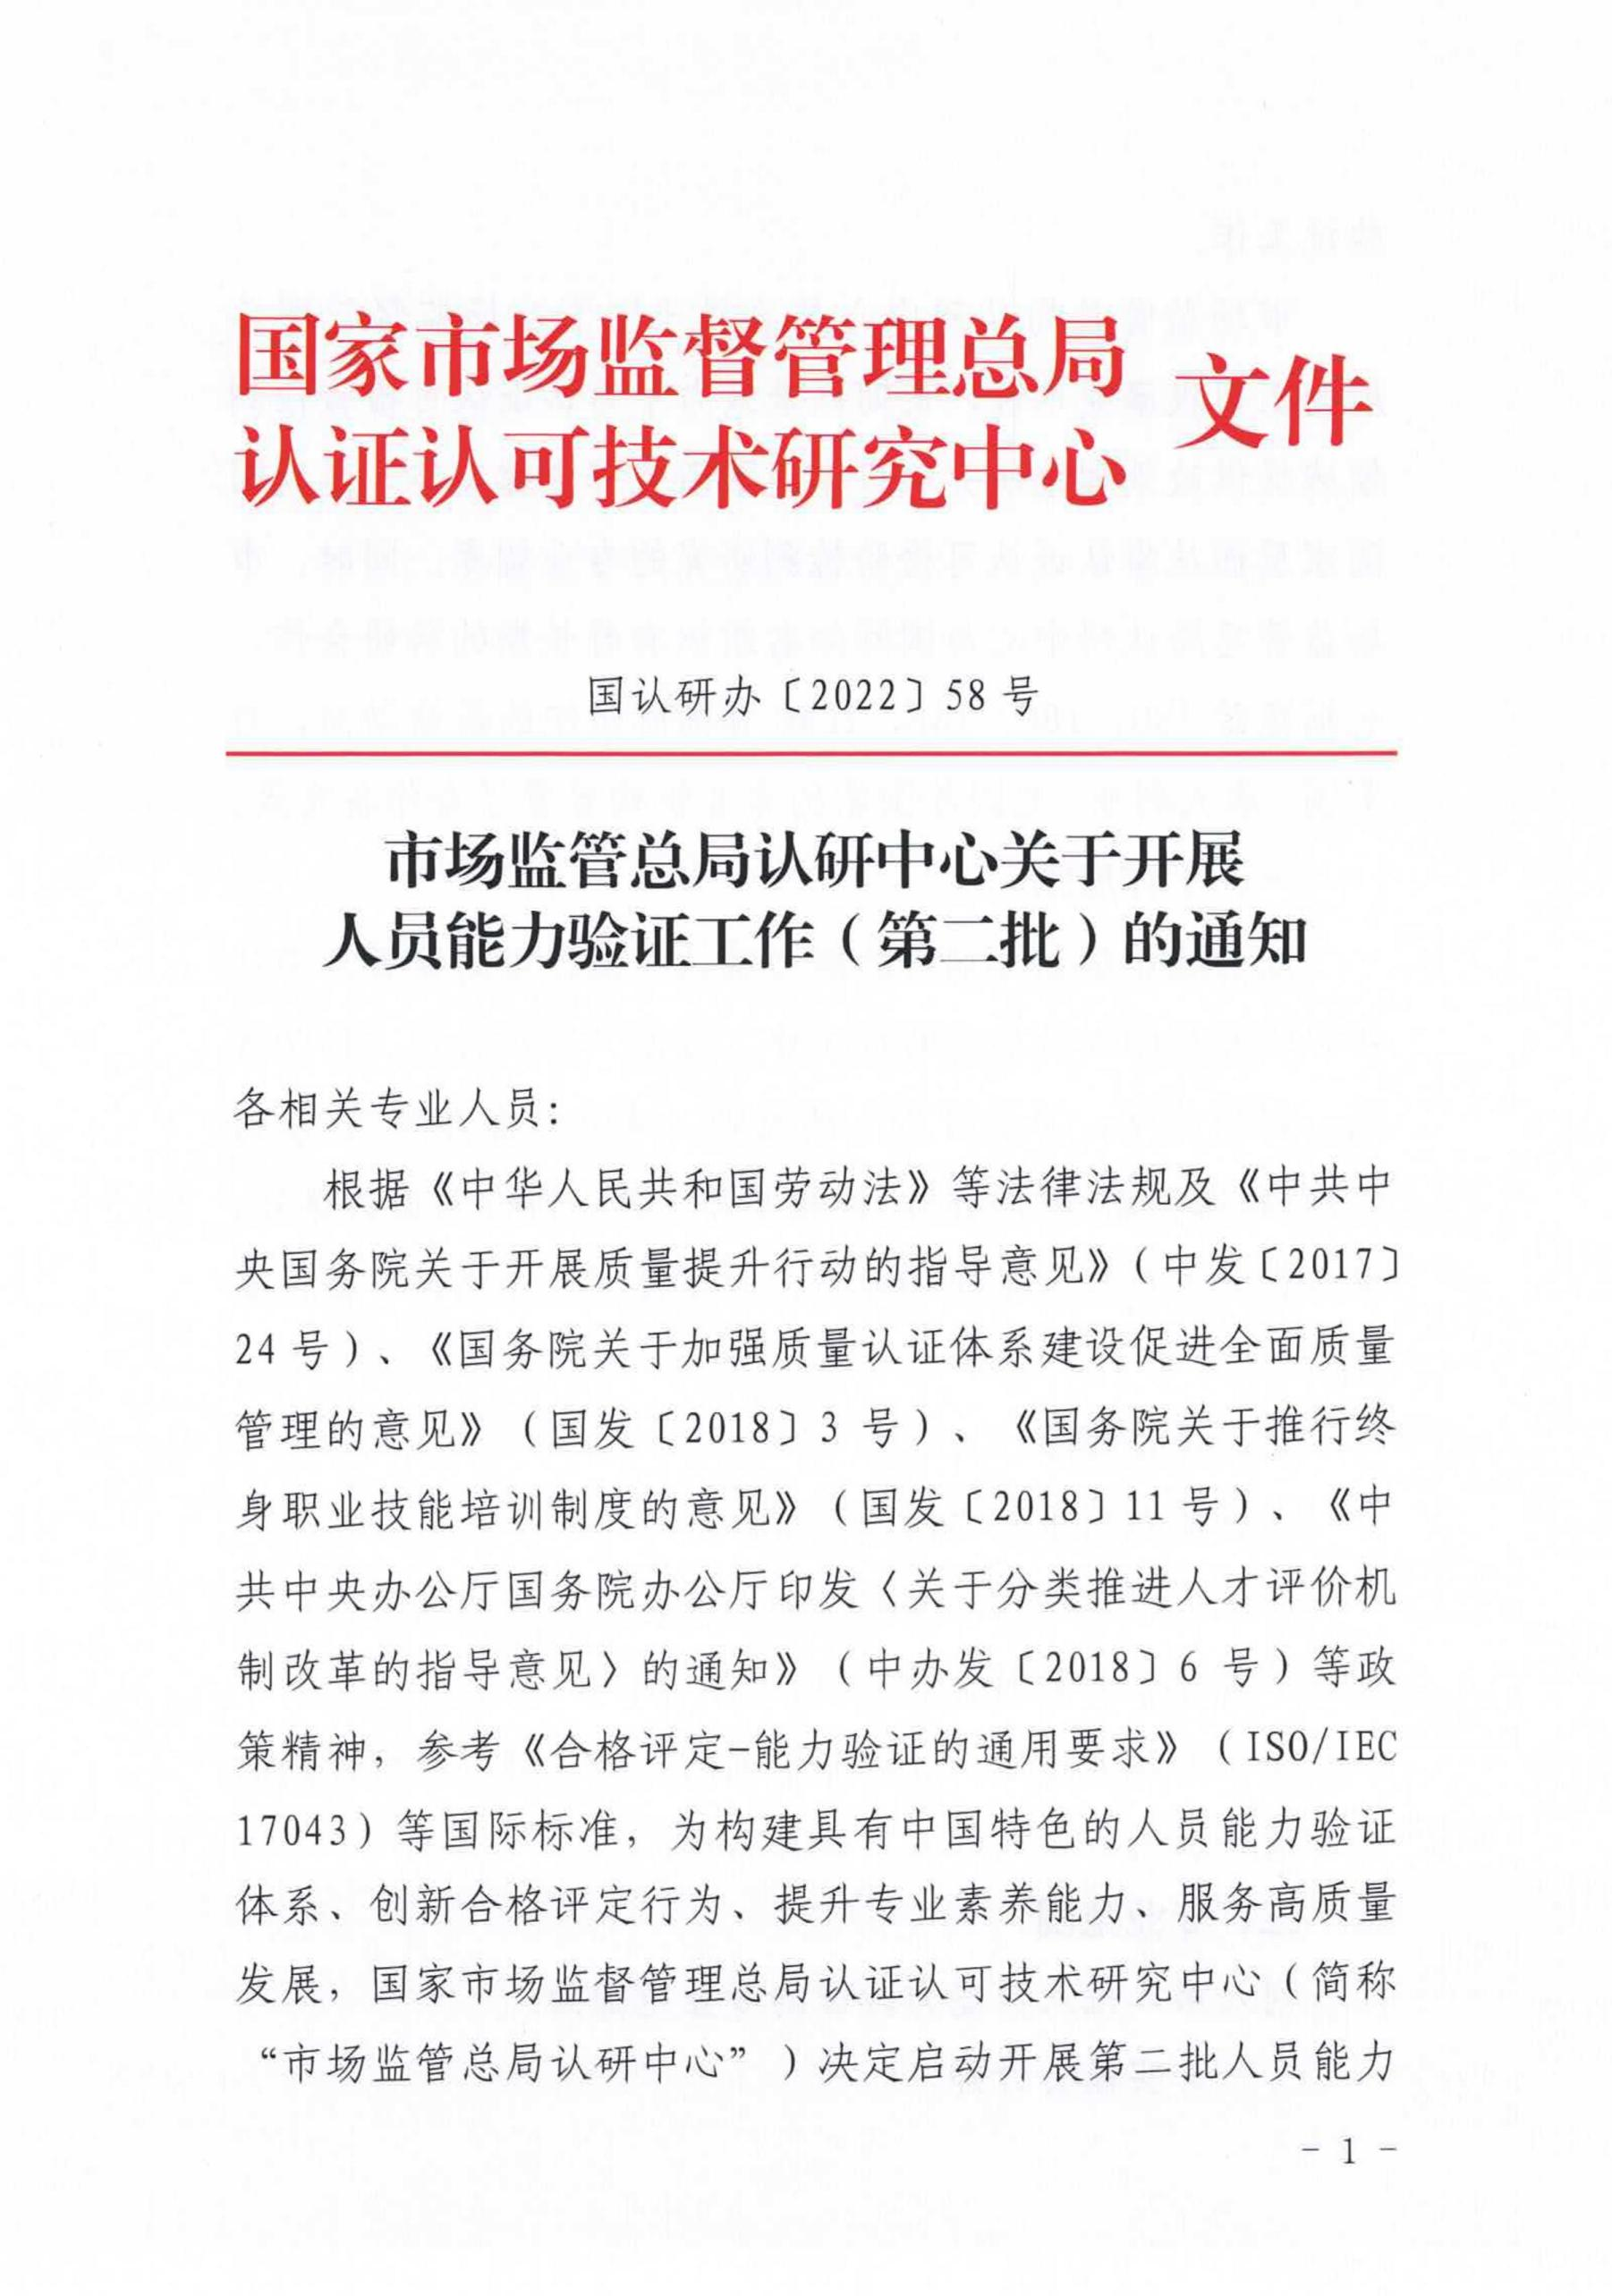 国家市场监督管理总局
认证认可技术研究中心
文件
国认研办〔2022〕58 号
市场监管总局认研中心关于开展
人员能力验证工作(第二批)的通知
各相关专业人员:
根据《中华人民共和国劳动法》等法律法规及《中共中
央国务院关于开展质量提升行动的指导意见》(中发〔2017〕
24 号)、《国务院关于加强质量认证体系建设促进全面质量
管理的意见》(国发〔2018〕3 号)、《国务院关于推行终
身职业技能培训制度的意见》(国发〔2018〕11 号)、《中
共中央办公厅国务院办公厅印发〈关于分类推进人才评价机
制改革的指导意见〉的通知》(中办发〔2018〕6 号)等政
策精神,参考《合格评定-能力验证的通用要求》(ISO/IEC
17043)等国际标准,为构建具有中国特色的人员能力验证
体系、创新合格评定行为、提升专业素养能力、服务高质量
发展,国家市场监督管理总局认证认可技术研究中心(简称
“市场监管总局认研中心”)决定启动开展第二批人员能力
- 1 -